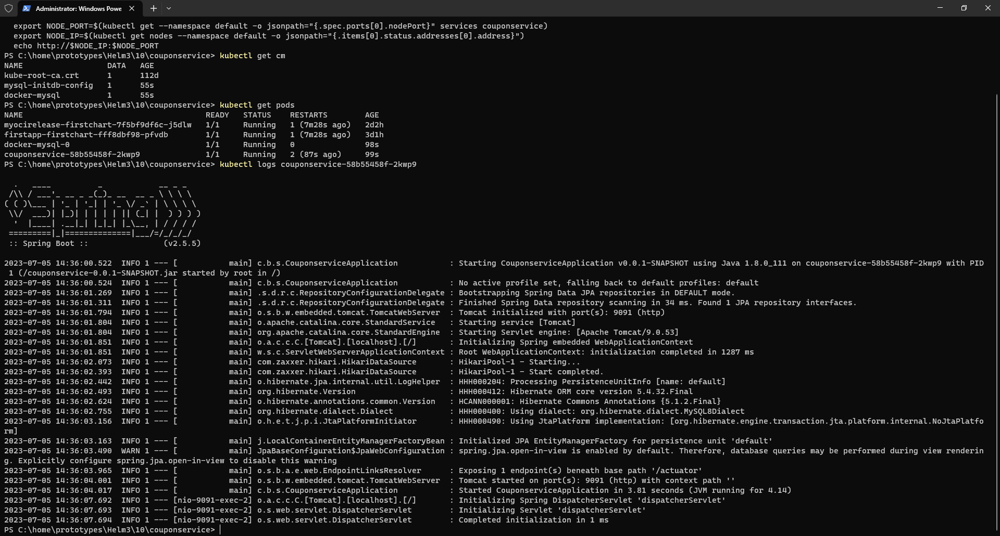 Administrator: Windows Powe
  export NODE_PORT=$(kubectl get --namespace default -o jsonpath="{.spec.ports[0].nodePort}" services couponservice)
  export NODE_IP=$(kubectl get nodes --namespace default -o jsonpath="{.items[0].status.addresses[0].address}")
  echo http://$NODE_IP:$NODE_PORT
PS C:\home\prototypes\Helm3\10\couponservice> kubectl get cm
NAME                  DATA   AGE
kube-root-ca.crt      1      112d
mysql-initdb-config   1      55s
docker-mysql          1      55s
PS C:\home\prototypes\Helm3\10\couponservice> kubectl get pods
NAME                                       READY   STATUS    RESTARTS        AGE
myocirelease-firstchart-7f5bf9df6c-j5dlw   1/1     Running   1 (7m28s ago)   2d2h
firstapp-firstchart-fff8dbf98-pfvdb        1/1     Running   1 (7m28s ago)   3d1h
docker-mysql-0                             1/1     Running   0               98s
couponservice-58b55458f-2kwp9              1/1     Running   2 (87s ago)     99s
PS C:\home\prototypes\Helm3\10\couponservice> kubectl logs couponservice-58b55458f-2kwp9
  .   ____          _            __ _ _
 /\\ / ___'_ __ _ _(_)_ __  __ _ \ \ \ \
( ( )\___ | '_ | '_| | '_ \/ _` | \ \ \ \
 \\/  ___)| |_)| | | | | || (_| |  ) ) ) )
  '  |____| .__|_| |_|_| |_\__, | / / / /
 =========|_|==============|___/=/_/_/_/
 :: Spring Boot ::                (v2.5.5)
2023-07-05 14:36:00.522  INFO 1 --- [           main] c.b.s.CouponserviceApplication           : Starting CouponserviceApplication v0.0.1-SNAPSHOT using Java 1.8.0_111 on couponservice-58b55458f-2kwp9 with PID
 1 (/couponservice-0.0.1-SNAPSHOT.jar started by root in /)
2023-07-05 14:36:00.524  INFO 1 --- [           main] c.b.s.CouponserviceApplication           : No active profile set, falling back to default profiles: default
2023-07-05 14:36:01.269  INFO 1 --- [           main] .s.d.r.c.RepositoryConfigurationDelegate : Bootstrapping Spring Data JPA repositories in DEFAULT mode.
2023-07-05 14:36:01.311  INFO 1 --- [           main] .s.d.r.c.RepositoryConfigurationDelegate : Finished Spring Data repository scanning in 34 ms. Found 1 JPA repository interfaces.
2023-07-05 14:36:01.794  INFO 1 --- [           main] o.s.b.w.embedded.tomcat.TomcatWebServer  : Tomcat initialized with port(s): 9091 (http)
2023-07-05 14:36:01.804  INFO 1 --- [           main] o.apache.catalina.core.StandardService   : Starting service [Tomcat]
2023-07-05 14:36:01.804  INFO 1 --- [           main] org.apache.catalina.core.StandardEngine  : Starting Servlet engine: [Apache Tomcat/9.0.53]
2023-07-05 14:36:01.851  INFO 1 --- [           main] o.a.c.c.C.[Tomcat].[localhost].[/]       : Initializing Spring embedded WebApplicationContext
2023-07-05 14:36:01.851  INFO 1 --- [           main] w.s.c.ServletWebServerApplicationContext : Root WebApplicationContext: initialization completed in 1287 ms
2023-07-05 14:36:02.073  INFO 1 --- [           main] com.zaxxer.hikari.HikariDataSource       : HikariPool-1 - Starting...
2023-07-05 14:36:02.393  INFO 1 --- [           main] com.zaxxer.hikari.HikariDataSource       : HikariPool-1 - Start completed.
2023-07-05 14:36:02.442  INFO 1 --- [           main] o.hibernate.jpa.internal.util.LogHelper  : HHH000204: Processing PersistenceUnitInfo [name: default]
2023-07-05 14:36:02.493  INFO 1 --- [           main] org.hibernate.Version                    : HHH000412: Hibernate ORM core version 5.4.32.Final
2023-07-05 14:36:02.624  INFO 1 --- [           main] o.hibernate.annotations.common.Version   : HCANN000001: Hibernate Commons Annotations {5.1.2.Final}
2023-07-05 14:36:02.755  INFO 1 --- [           main] org.hibernate.dialect.Dialect            : HHH000400: Using dialect: org.hibernate.dialect.MySQL8Dialect
2023-07-05 14:36:03.156  INFO 1 --- [           main] o.h.e.t.j.p.i.JtaPlatformInitiator       : HHH000490: Using JtaPlatform implementation: [org.hibernate.engine.transaction.jta.platform.internal.NoJtaPlatfo
rm]
2023-07-05 14:36:03.163  INFO 1 --- [           main] j.LocalContainerEntityManagerFactoryBean : Initialized JPA EntityManagerFactory for persistence unit 'default'
2023-07-05 14:36:03.490  WARN 1 --- [           main] JpaBaseConfiguration$JpaWebConfiguration : spring.jpa.open-in-view is enabled by default. Therefore, database queries may be performed during view renderin
g. Explicitly configure spring.jpa.open-in-view to disable this warning
2023-07-05 14:36:03.965  INFO 1 --- [           main] o.s.b.a.e.web.EndpointLinksResolver      : Exposing 1 endpoint(s) beneath base path '/actuator'
2023-07-05 14:36:04.001  INFO 1 --- [           main] o.s.b.w.embedded.tomcat.TomcatWebServer  : Tomcat started on port(s): 9091 (http) with context path ''
2023-07-05 14:36:04.017  INFO 1 --- [           main] c.b.s.CouponserviceApplication           : Started CouponserviceApplication in 3.81 seconds (JVM running for 4.14)
2023-07-05 14:36:07.692  INFO 1 --- [nio-9091-exec-2] o.a.c.c.C.[Tomcat].[localhost].[/]       : Initializing Spring DispatcherServlet 'dispatcherServlet'
2023-07-05 14:36:07.693  INFO 1 --- [nio-9091-exec-2] o.s.web.servlet.DispatcherServlet        : Initializing Servlet 'dispatcherServlet'
2023-07-05 14:36:07.694  INFO 1 --- [nio-9091-exec-2] o.s.web.servlet.DispatcherServlet        : Completed initialization in 1 ms
PS C:\home\prototypes\Helm3\10\couponservice>